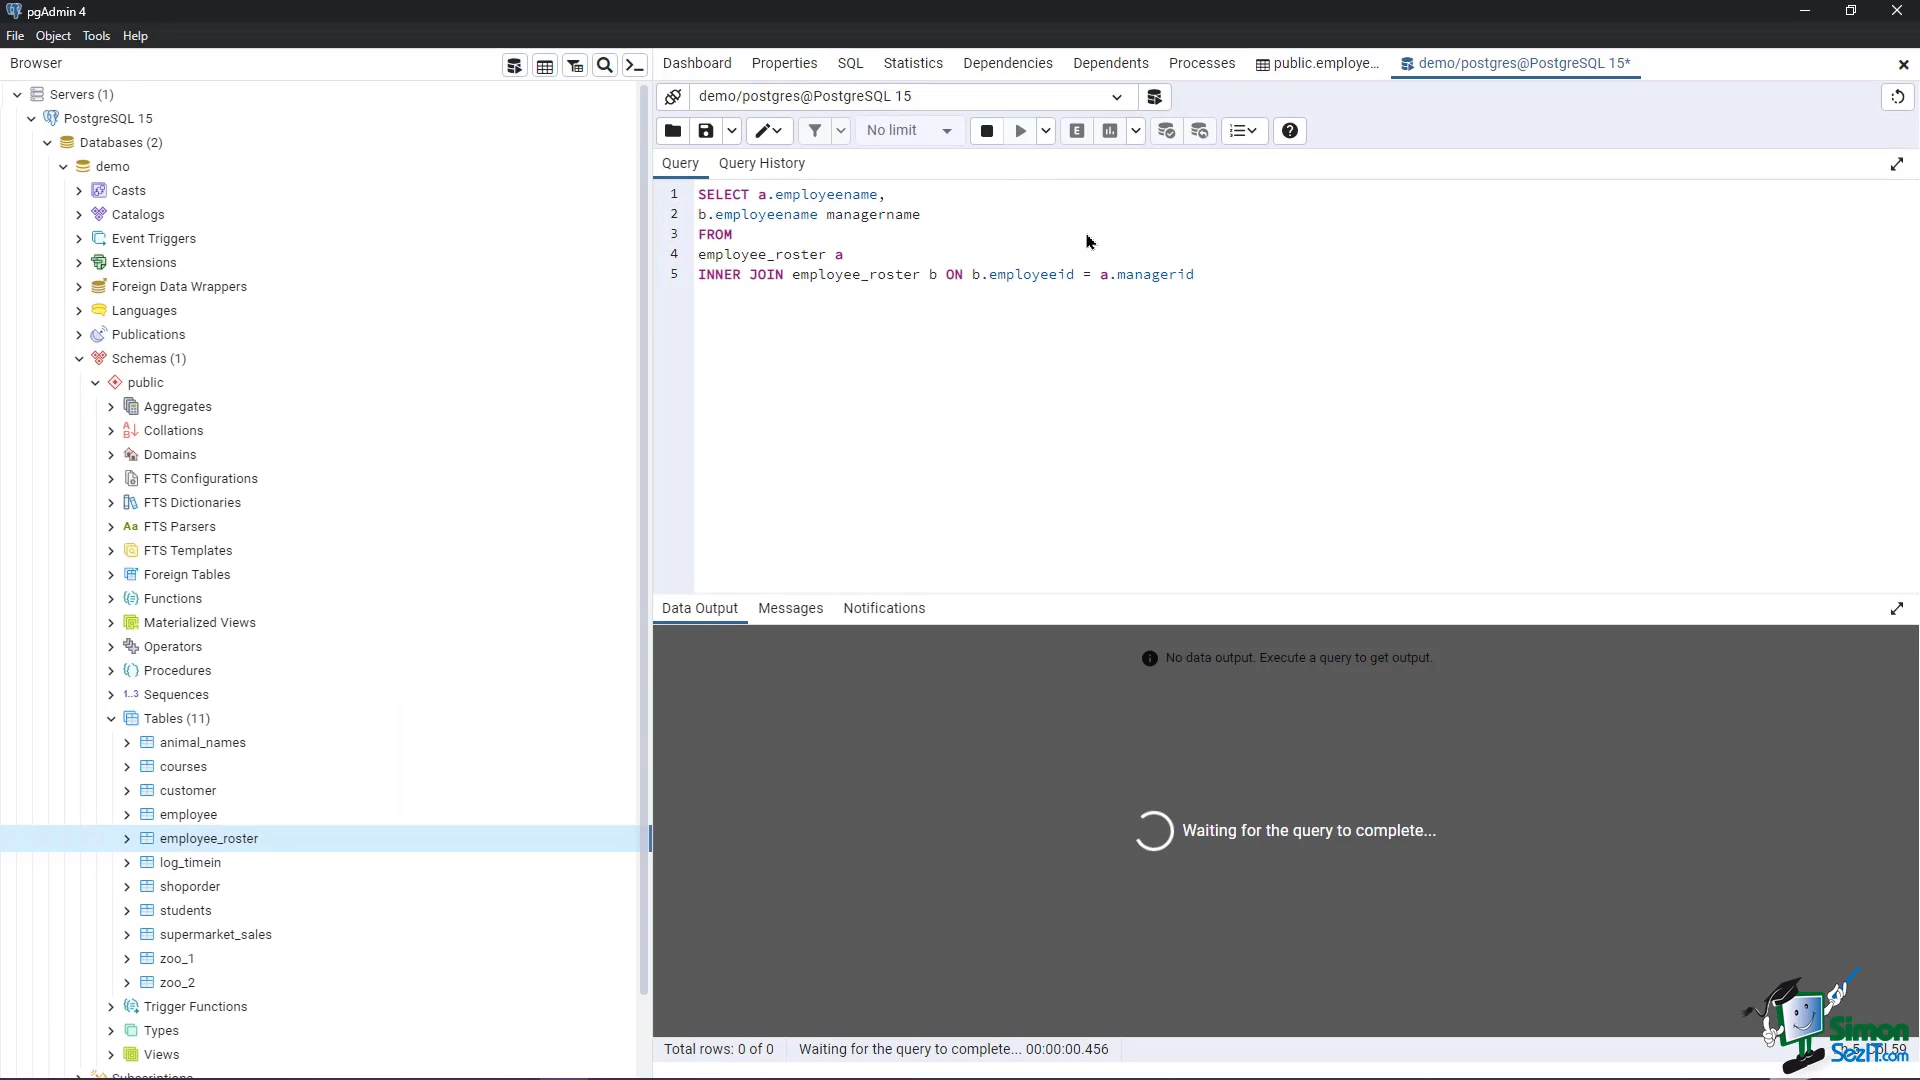 pgAdmin 4
File Object Tools Help
Browser
Dashboard Properties SQL Statistics Dependencies Dependents Processes public.employe... demo/postgres@PostgreSQL 15*
Servers (1)
demo/postgres@PostgreSQL 15
PostgreSQL 15
Databases (2)
No limit
E
demo
Query Query History
Casts
1 SELECT a.employeename,
Catalogs
2 b.employeename managername
Event Triggers
3 FROM
Extensions
4 employee_roster a
5 INNER JOIN employee_roster b ON b.employeeid = a.managerid
Foreign Data Wrappers
Languages
Publications
Schemas (1)
public
Aggregates
Collations
Domains
FTS Configurations
FTS Dictionaries
Aa FTS Parsers
FTS Templates
Foreign Tables
Functions
Data Output Messages Notifications
Materialized Views
Operators
No data output. Execute a query to get output.
Procedures
1..3 Sequences
Tables (11)
animal_names
courses
customer
employee
Waiting for the query to complete...
employee_roster
log_timein
shoporder
students
supermarket_sales
zoo_1
zoo_2
Trigger Functions
Types
Views
Total rows: 0 of 0 Waiting for the query to complete... 00:00:00.456
Simon
SezIT.com
Subscriptions